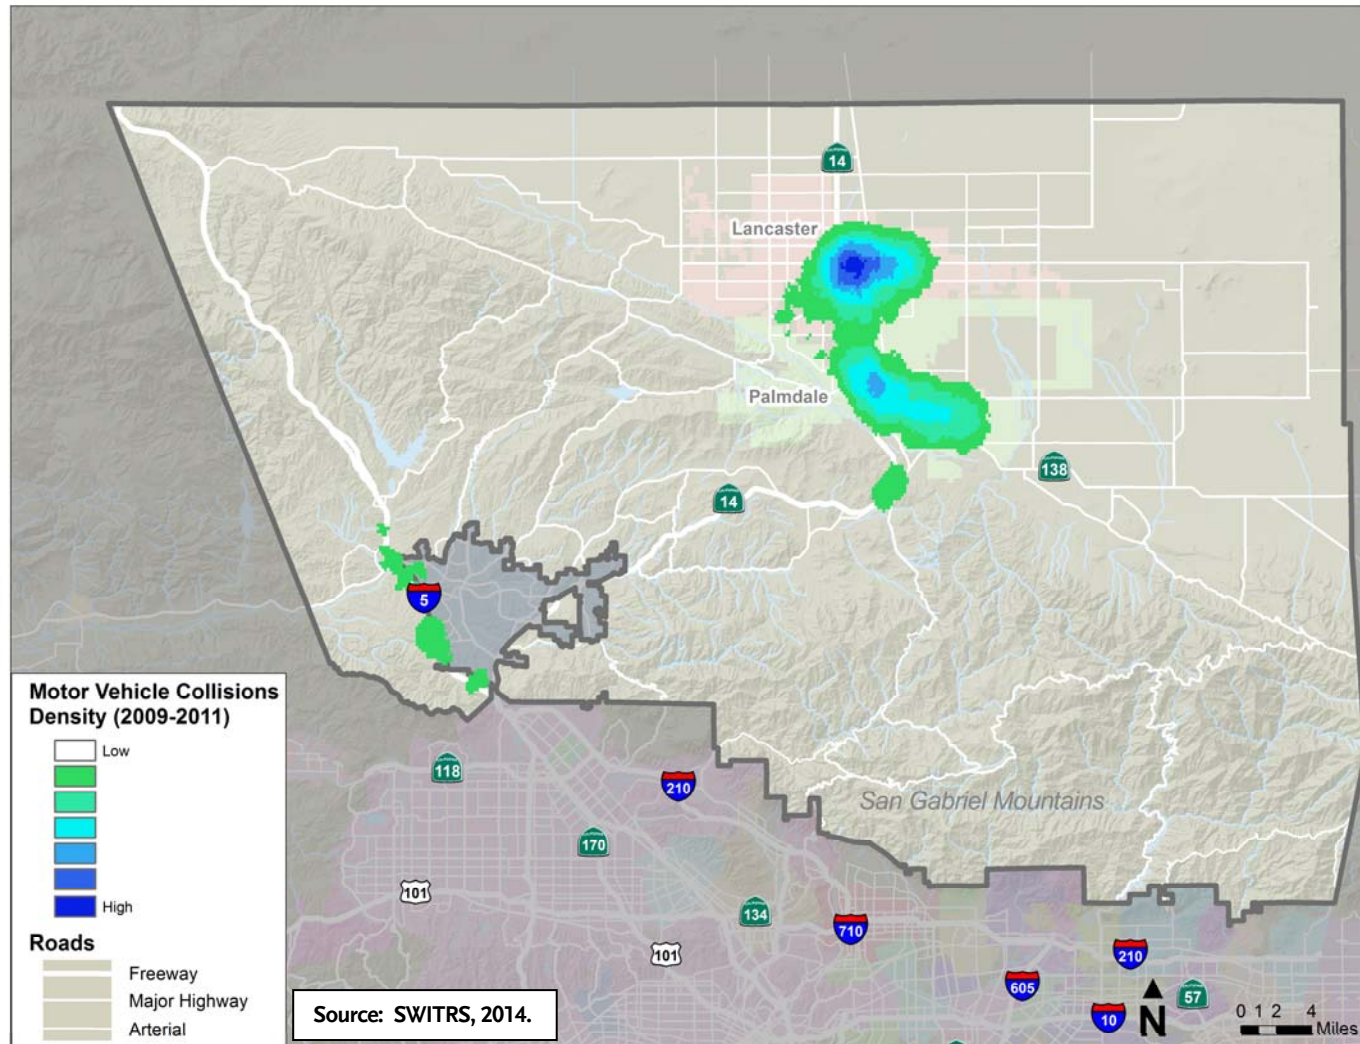 14
Lancaster
Palmdale
138
14
5
Motor Vehicle Collisions
Density (2009-2011)
Low
High
Roads
Freeway
Major Highway
Arterial
118
210
San Gabriel Mountains
170
101
134
710
101
210
605
57
10
N
0 1 2 4
Miles
Source: SWITRS, 2014.